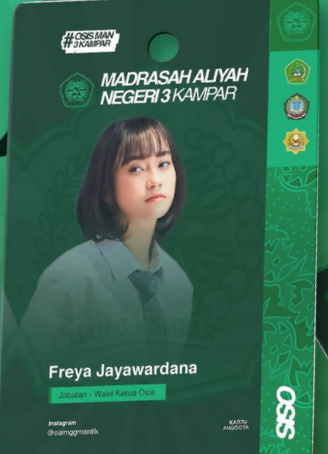 #OSIS MAN
3 KAMPAR
MADRASAH ALIYAH
NEGERI 3 KAMPAR
Freya Jayawardana
Jabatan - Wakil Ketua Osis
Instagram
KARTU
ANGGOTA
OSIS